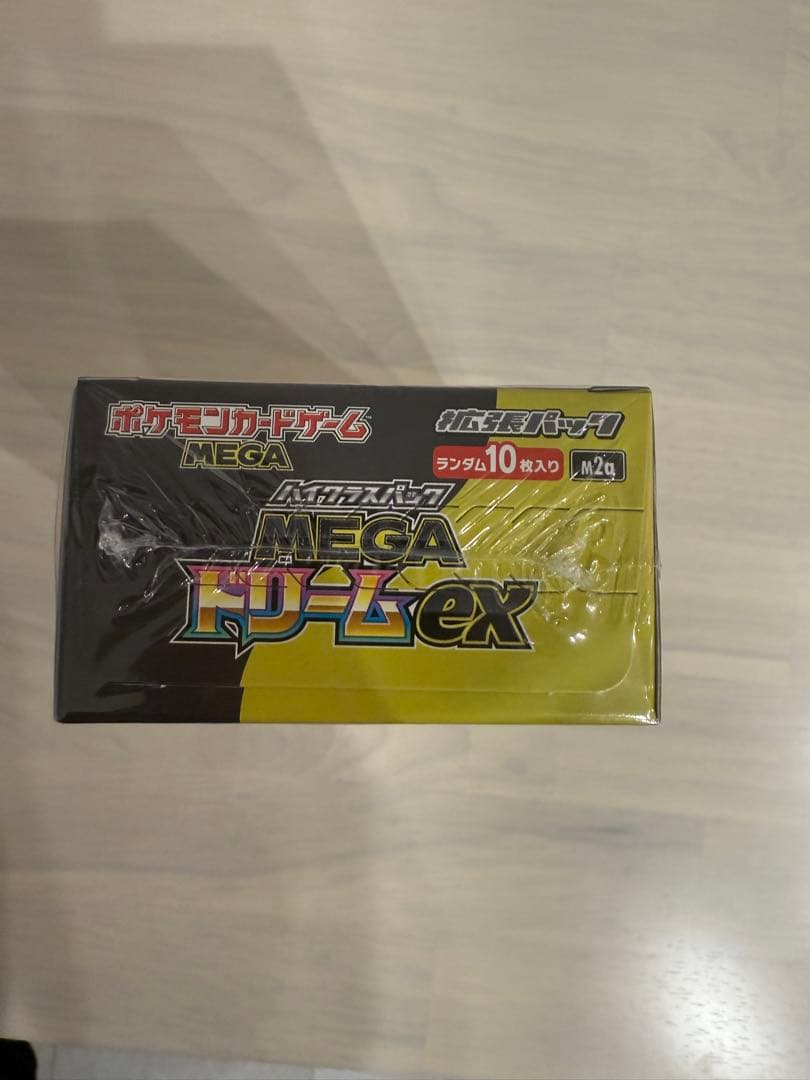 ポケモンカードゲーム
MEGA
拡張パック
ランダム10枚入り M2a
ハイクラスパック
MEGA
ドリームex